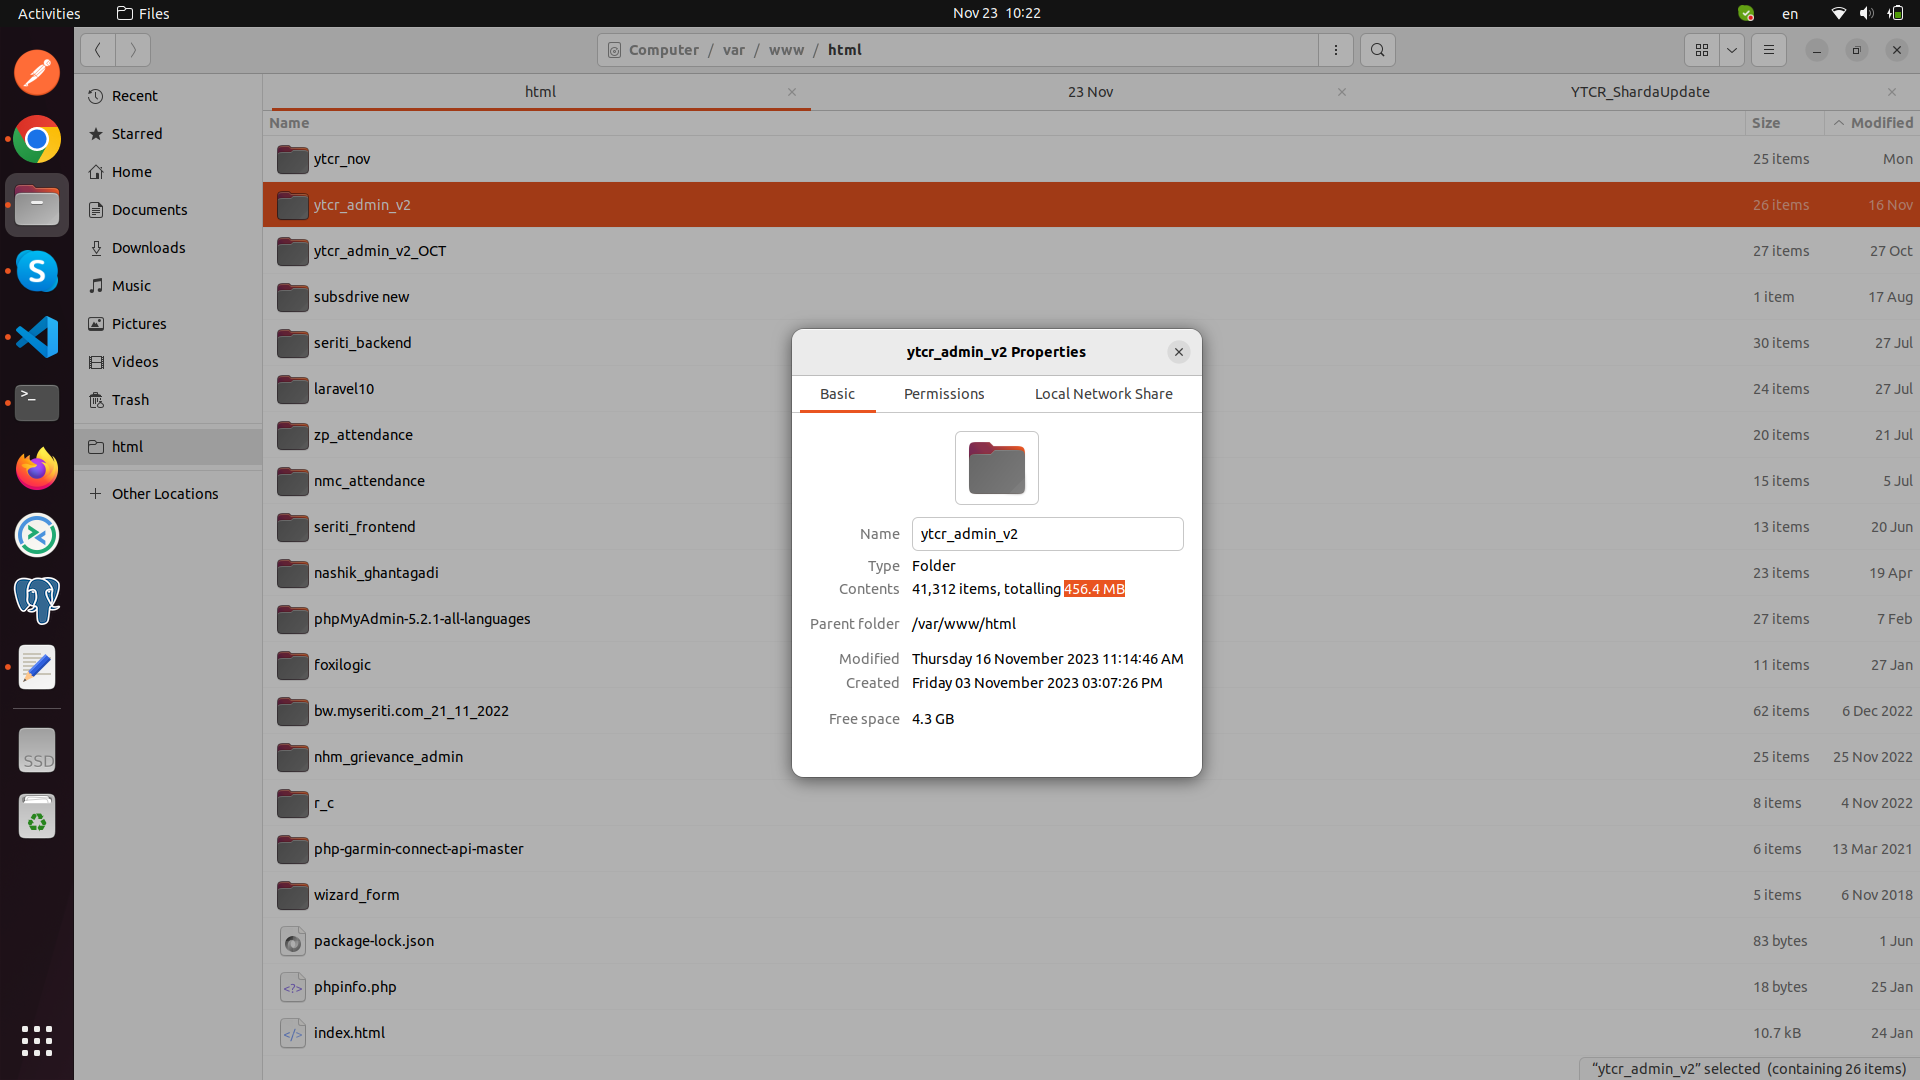 Activities
Files
Nov 23 10:22
en
Computer / var / www / html
html
23 Nov
YTCR_ShardaUpdate
Recent
Starred
Home
Documents
Downloads
Music
Pictures
Videos
Trash
html
Other Locations
Name Size Modified
ytcr_nov 25 items Mon
ytcr_admin_v2 26 items 16 Nov
ytcr_admin_v2_OCT 27 items 27 Oct
subsdrive new 1 item 17 Aug
seriti_backend 30 items 27 Jul
laravel10 24 items 27 Jul
zp_attendance 20 items 21 Jul
nmc_attendance 15 items 5 Jul
seriti_frontend 13 items 20 Jun
nashik_ghantagadi 23 items 19 Apr
phpMyAdmin-5.2.1-all-languages 27 items 7 Feb
foxilogic 11 items 27 Jan
bw.myseriti.com_21_11_2022 62 items 6 Dec 2022
nhm_grievance_admin 25 items 25 Nov 2022
r_c 8 items 4 Nov 2022
php-garmin-connect-api-master 6 items 13 Mar 2021
wizard_form 5 items 6 Nov 2018
package-lock.json 83 bytes 1 Jun
phpinfo.php 18 bytes 25 Jan
index.html 10.7 kB 24 Jan
ytcr_admin_v2 Properties
Basic Permissions Local Network Share
Name ytcr_admin_v2
Type Folder
Contents 41,312 items, totalling 456.4 MB
Parent folder /var/www/html
Modified Thursday 16 November 2023 11:14:46 AM
Created Friday 03 November 2023 03:07:26 PM
Free space 4.3 GB
SSD
"ytcr_admin_v2" selected (containing 26 items)